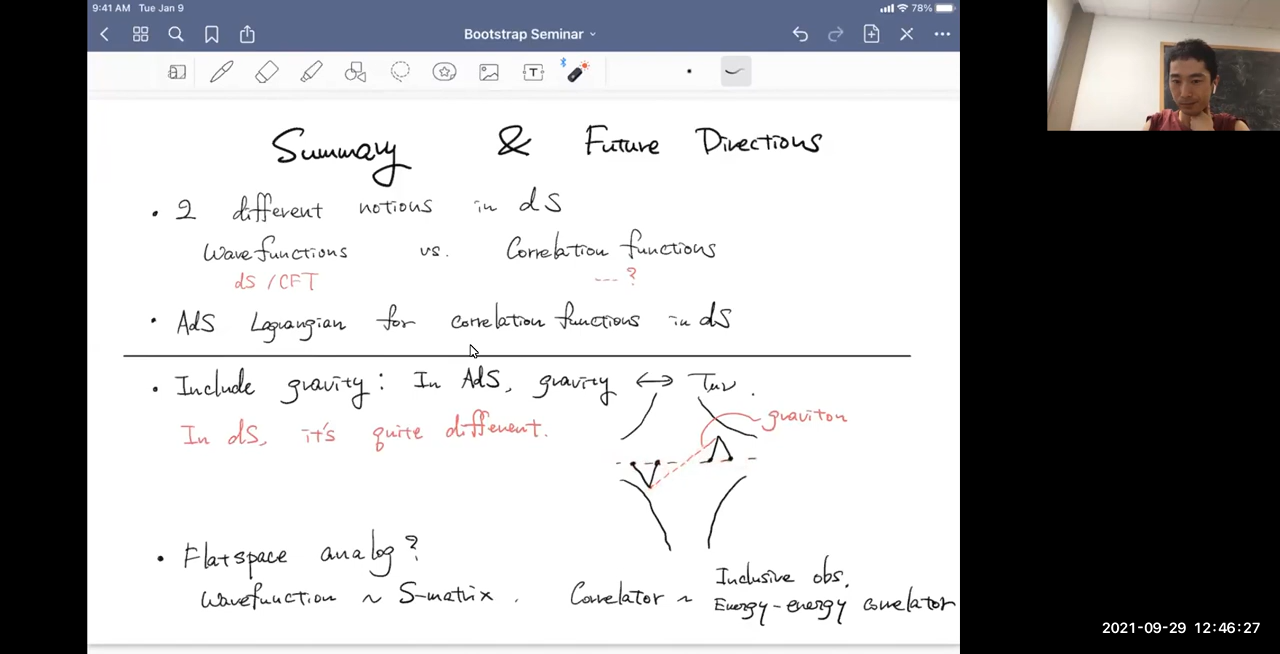 9:41 AM Tue Jan 9
78%
Bootstrap Seminar
T
Summary & Future Directions
• 2 different notions in dS
Wavefunctions vs. Correlation functions
dS / CFT --- ?
• AdS Lagrangian for correlation functions in dS
• Include gravity: In AdS, gravity ↔ Tμν.
graviton
In dS, it's quite different.
• Flatspace analog?
Wavefunction ~ S-matrix. Correlator ~ Inclusive obs.
Energy-energy correlator
2021-09-29 12:46:27